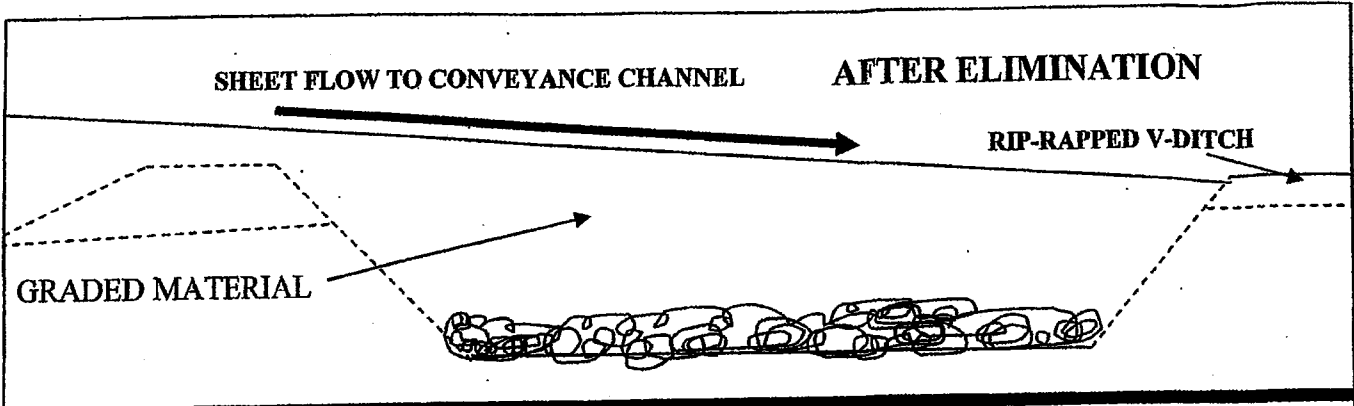 AFTER ELIMINATION
SHEET FLOW TO CONVEYANCE CHANNEL
RIP-RAPPED V-DITCH
GRADED MATERIAL